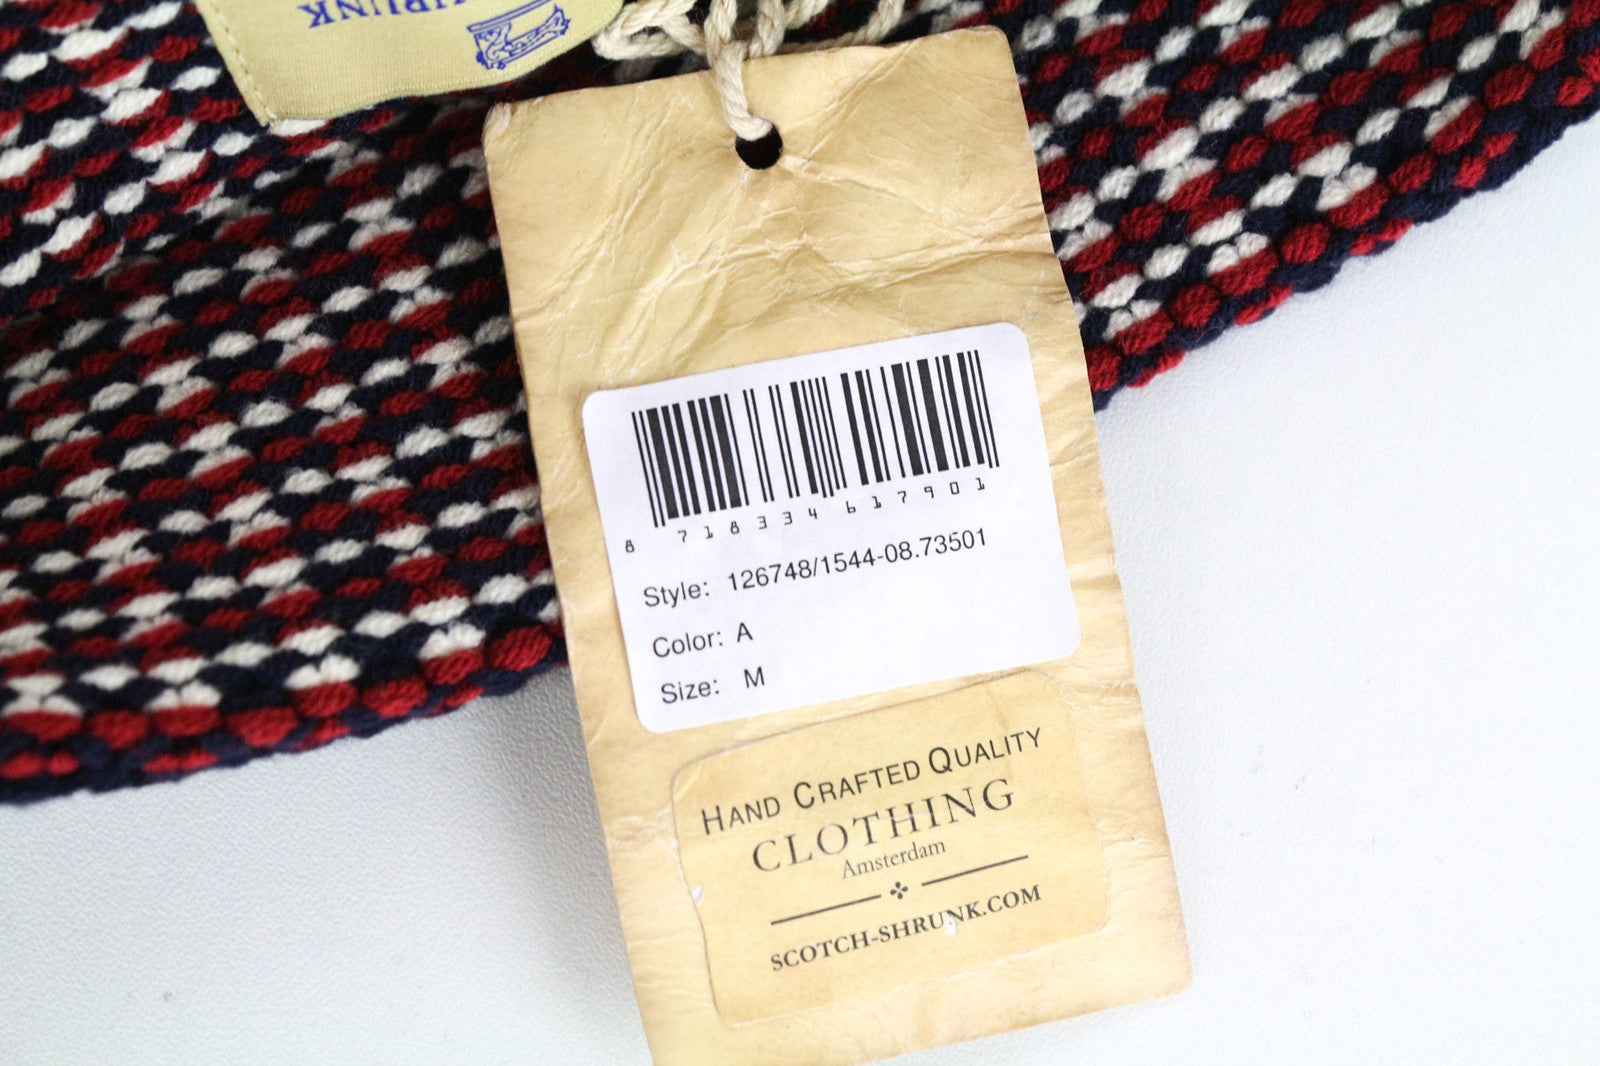 8 718334 617901
Style: 126748/1544-08.73501
Color: A
Size: M
HAND CRAFTED QUALITY
CLOTHING
Amsterdam
SCOTCH-SHRUNK.COM